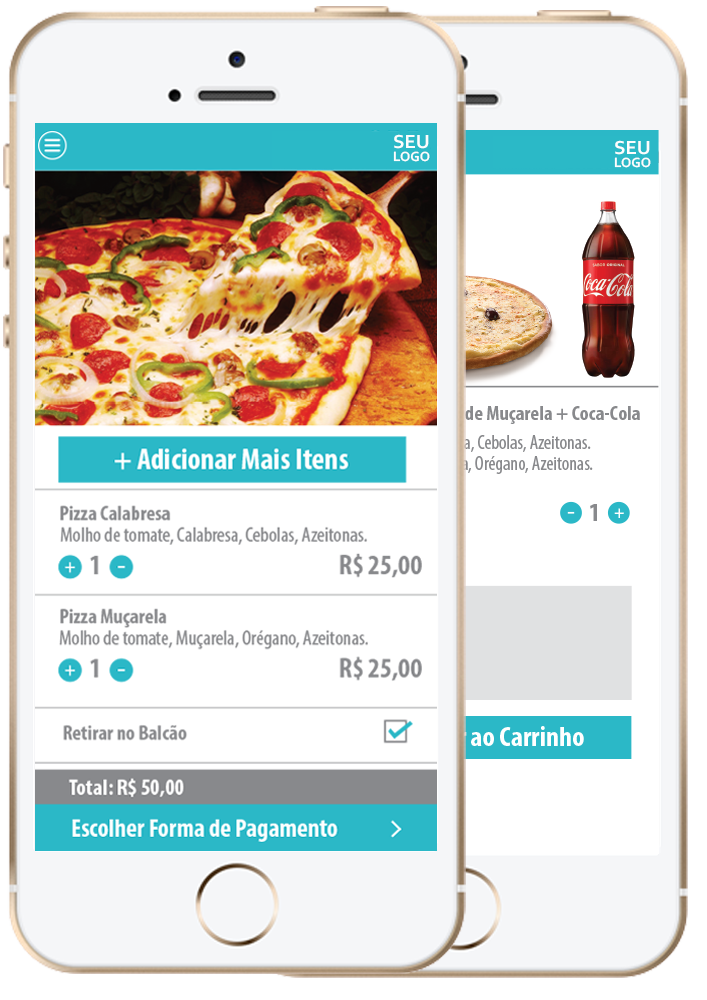 SEU
LOGO
+ Adicionar Mais Itens
Pizza Calabresa
Molho de tomate, Calabresa, Cebolas, Azeitonas.
+ 1 -
R$ 25,00
Pizza Muçarela
Molho de tomate, Muçarela, Orégano, Azeitonas.
+ 1 -
R$ 25,00
Retirar no Balcão
Total: R$ 50,00
Escolher Forma de Pagamento >
SEU
LOGO
SABOR ORIGINAL
Coca-Cola
de Muçarela + Coca-Cola
, Cebolas, Azeitonas.
, Orégano, Azeitonas.
- 1 +
ao Carrinho